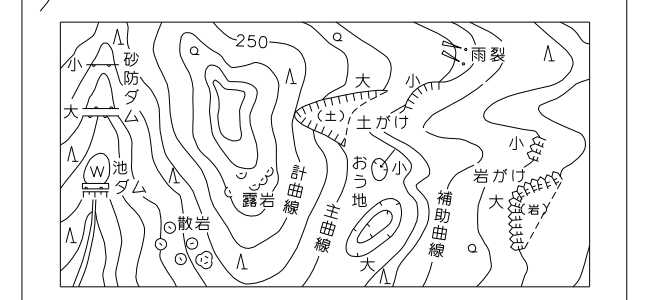 250
小
砂防ダム
大
池
ダム
W
散岩
露岩
計曲線
主曲線
大
小
(土)
土がけ
雨裂
おう地
小
大
補助曲線
小
岩がけ
大
(岩)